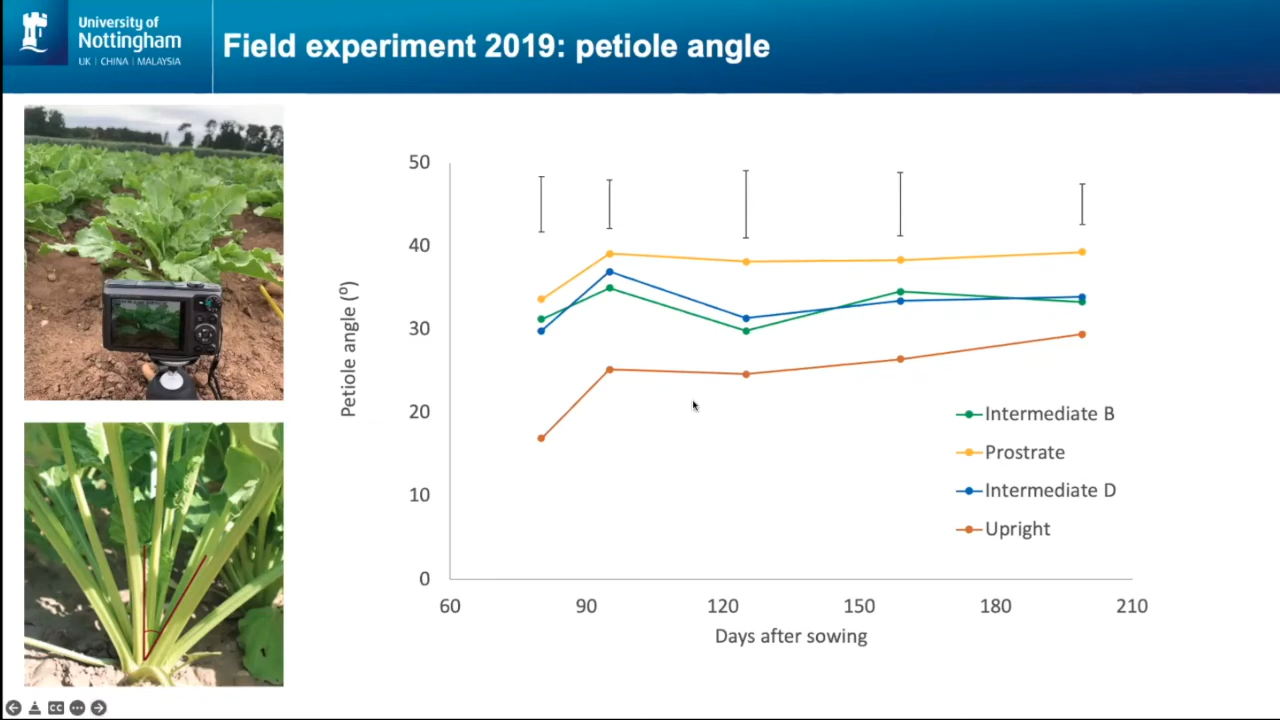 University of
Nottingham
UK | CHINA | MALAYSIA
Field experiment 2019: petiole angle
50
40
30
20
10
0
Petiole angle (º)
60 90 120 150 180 210
Days after sowing
Intermediate B
Prostrate
Intermediate D
Upright
CC